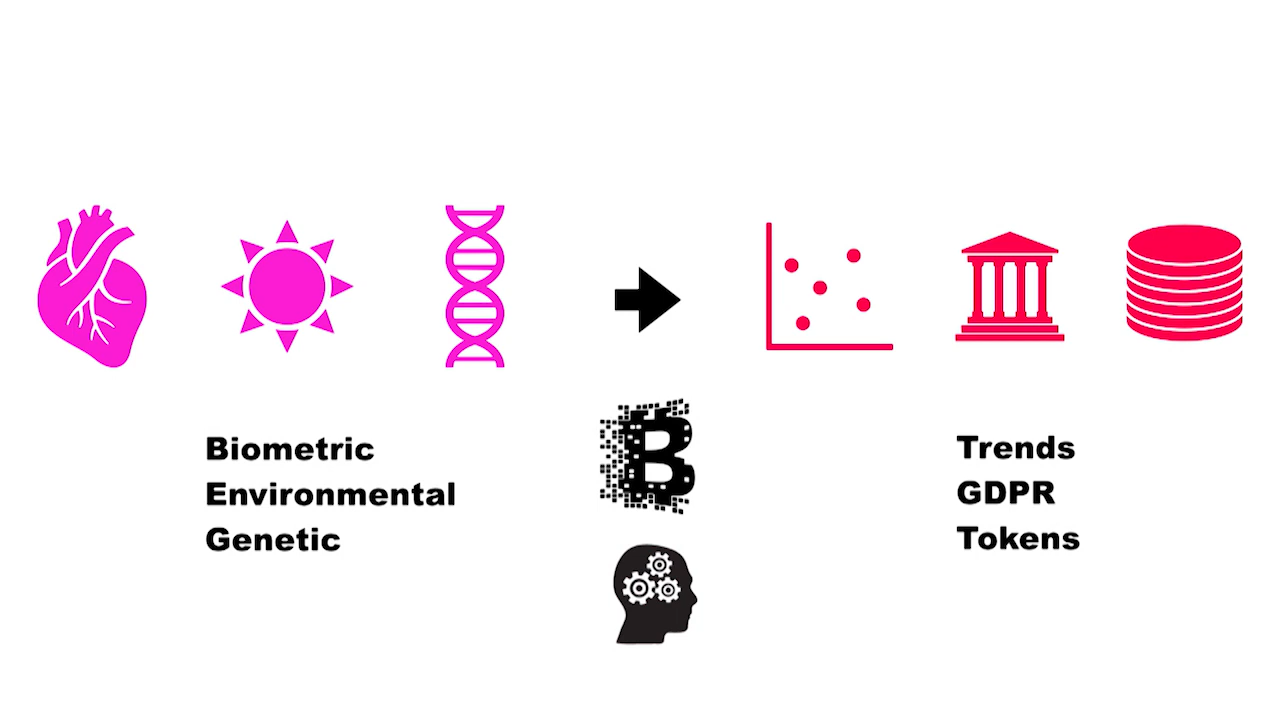 Biometric
Environmental
Genetic
Trends
GDPR
Tokens